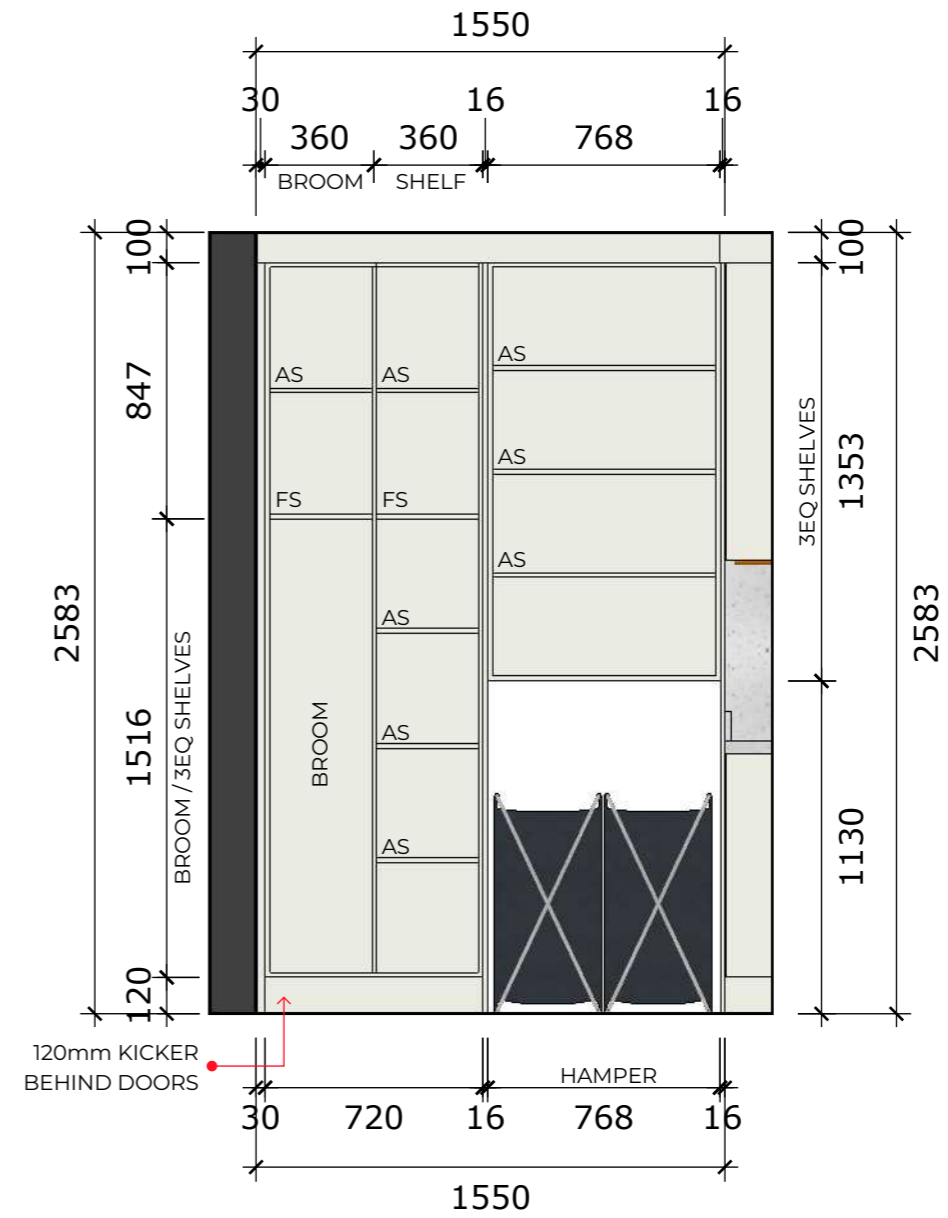 1550
30 16 16
360 360 768
BROOM SHELF
100
847
2583
1516
120
BROOM / 3EQ SHELVES
AS AS
FS FS
AS
AS
AS
BROOM
AS
AS
AS
3EQ SHELVES
100
1353
2583
1130
120mm KICKER
BEHIND DOORS
HAMPER
30 720 16 768 16
1550